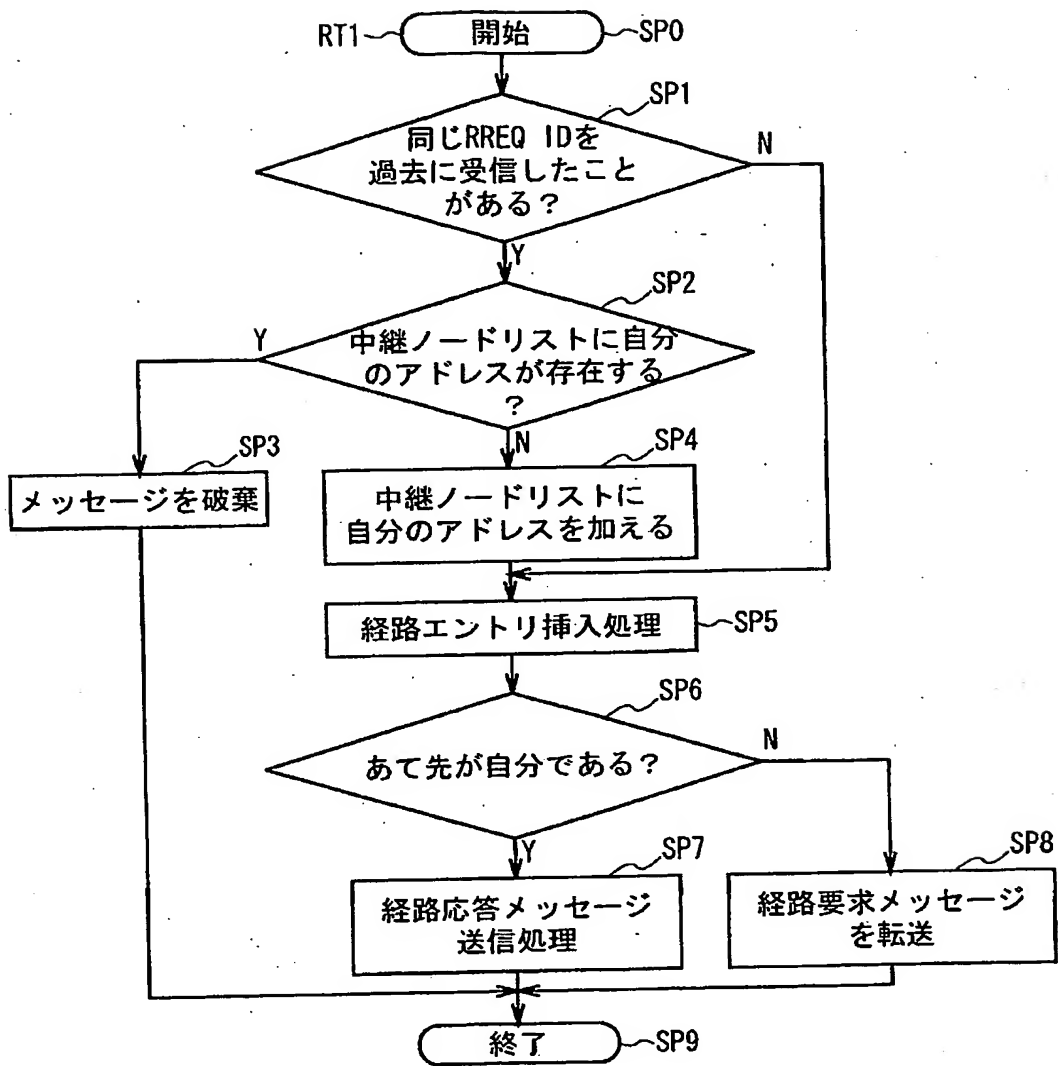 RT1
開始
SP0
SP1
同じRREQ IDを
過去に受信したこと
がある？
N
Y
SP2
Y
中継ノードリストに自分
のアドレスが存在する
？
N
SP3
メッセージを破棄
SP4
中継ノードリストに
自分のアドレスを加える
経路エントリ挿入処理
SP5
SP6
あて先が自分である？
N
Y
SP7
経路応答メッセージ
送信処理
SP8
経路要求メッセージ
を転送
終了
SP9